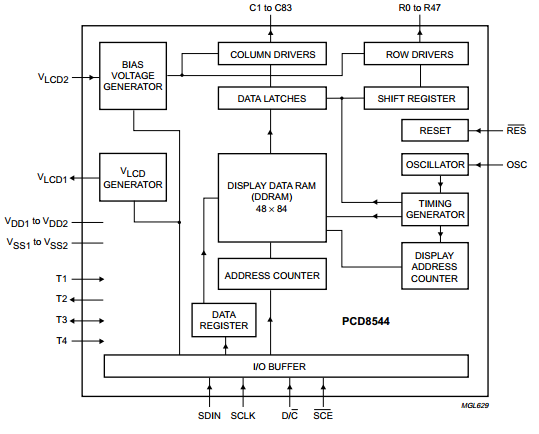 C1 to C83
R0 to R47
BIAS
VOLTAGE
GENERATOR
COLUMN DRIVERS
ROW DRIVERS
VLCD2
DATA LATCHES
SHIFT REGISTER
RESET
RES
VLCD1
VLCD
GENERATOR
DISPLAY DATA RAM
(DDRAM)
48 × 84
OSCILLATOR
OSC
TIMING
GENERATOR
VDD1 to VDD2
VSS1 to VSS2
DISPLAY
ADDRESS
COUNTER
ADDRESS COUNTER
T1
T2
T3
T4
DATA
REGISTER
PCD8544
I/O BUFFER
SDIN
SCLK
D/C
SCE
MGL629